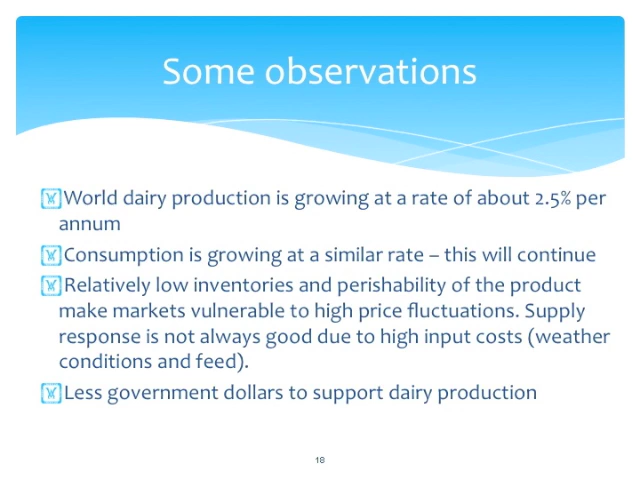 Some observations
World dairy production is growing at a rate of about 2.5% per
annum
Consumption is growing at a similar rate – this will continue
Relatively low inventories and perishability of the product
make markets vulnerable to high price fluctuations. Supply
response is not always good due to high input costs (weather
conditions and feed).
Less government dollars to support dairy production
18